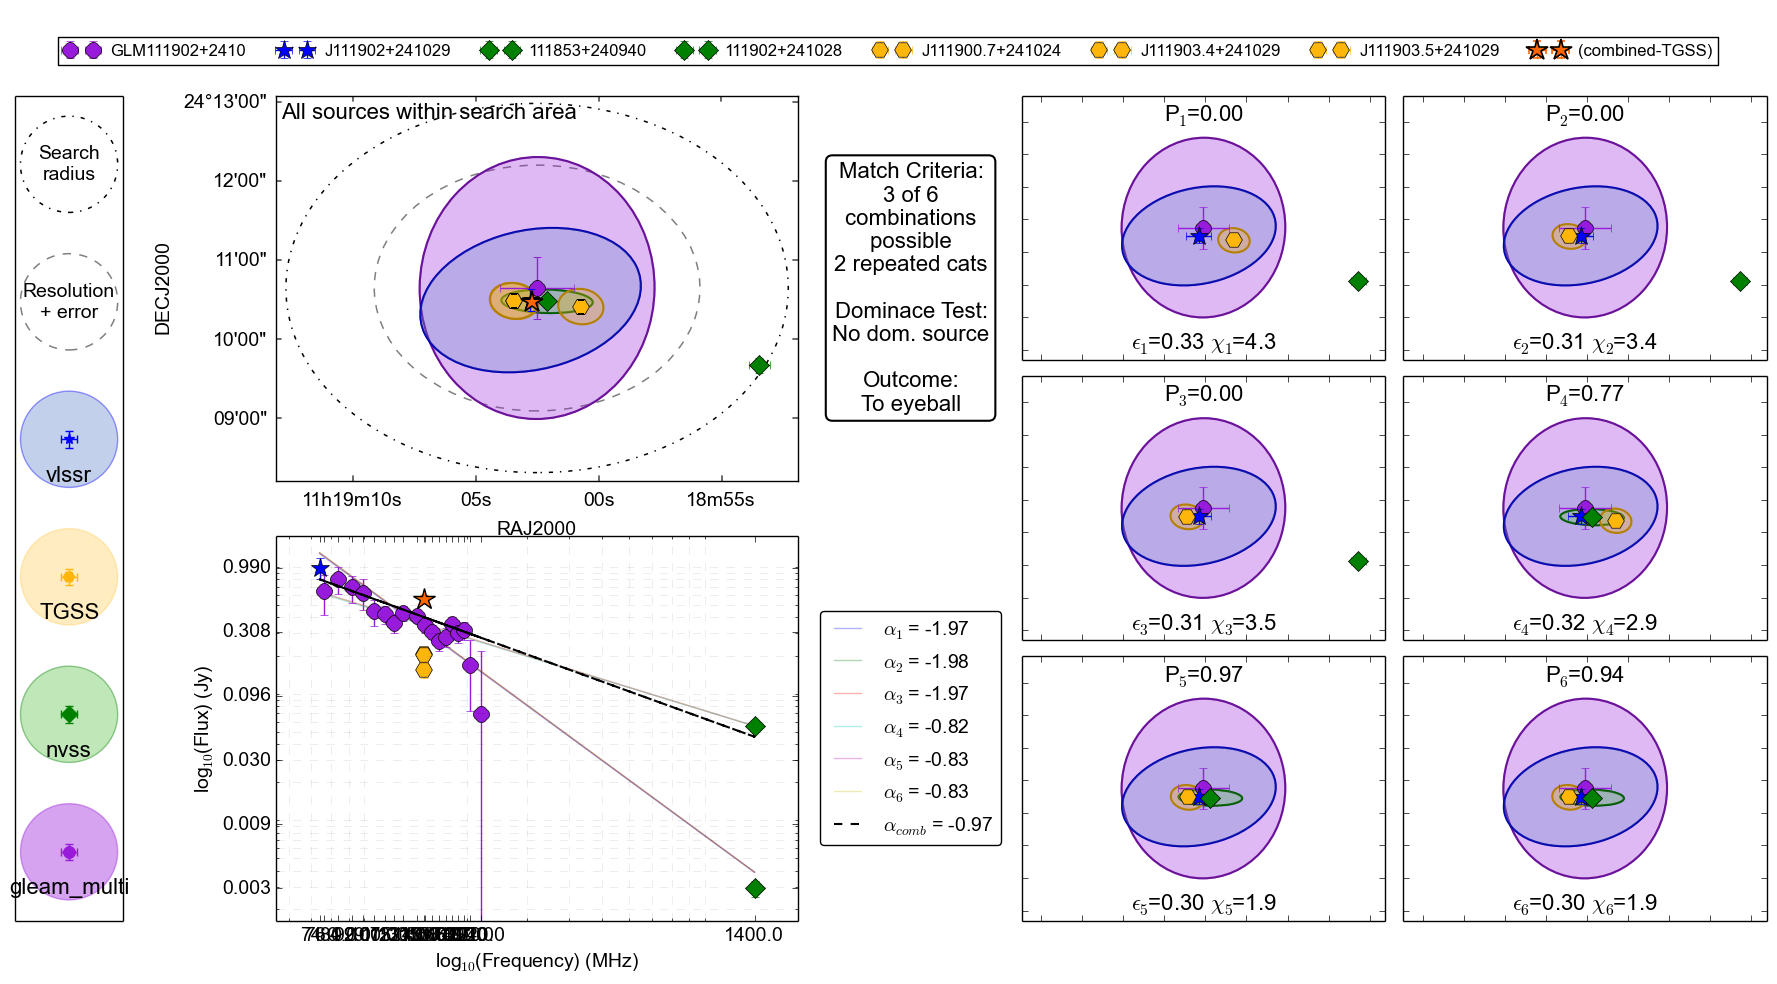 GLM111902+2410 J111902+241029 111853+240940 111902+241028 J111900.7+241024 J111903.4+241029 J111903.5+241029 (combined-TGSS)
Search
radius
Resolution
+ error
vlssr
TGSS
nvss
gleam_multi
All sources within search area
DECJ2000
24°13'00"
12'00"
11'00"
10'00"
09'00"
11h19m10s 05s 00s 18m55s
RAJ2000
log₁₀(Flux) (Jy)
0.990
0.308
0.096
0.030
0.009
0.003
1400.0
log₁₀(Frequency) (MHz)
Match Criteria:
3 of 6
combinations
possible
2 repeated cats
Dominace Test:
No dom. source
Outcome:
To eyeball
α₁ = -1.97
α₂ = -1.98
α₃ = -1.97
α₄ = -0.82
α₅ = -0.83
α₆ = -0.83
α_comb = -0.97
P₁=0.00
ϵ₁=0.33 χ₁=4.3
P₂=0.00
ϵ₂=0.31 χ₂=3.4
P₃=0.00
ϵ₃=0.31 χ₃=3.5
P₄=0.77
ϵ₄=0.32 χ₄=2.9
P₅=0.97
ϵ₅=0.30 χ₅=1.9
P₆=0.94
ϵ₆=0.30 χ₆=1.9